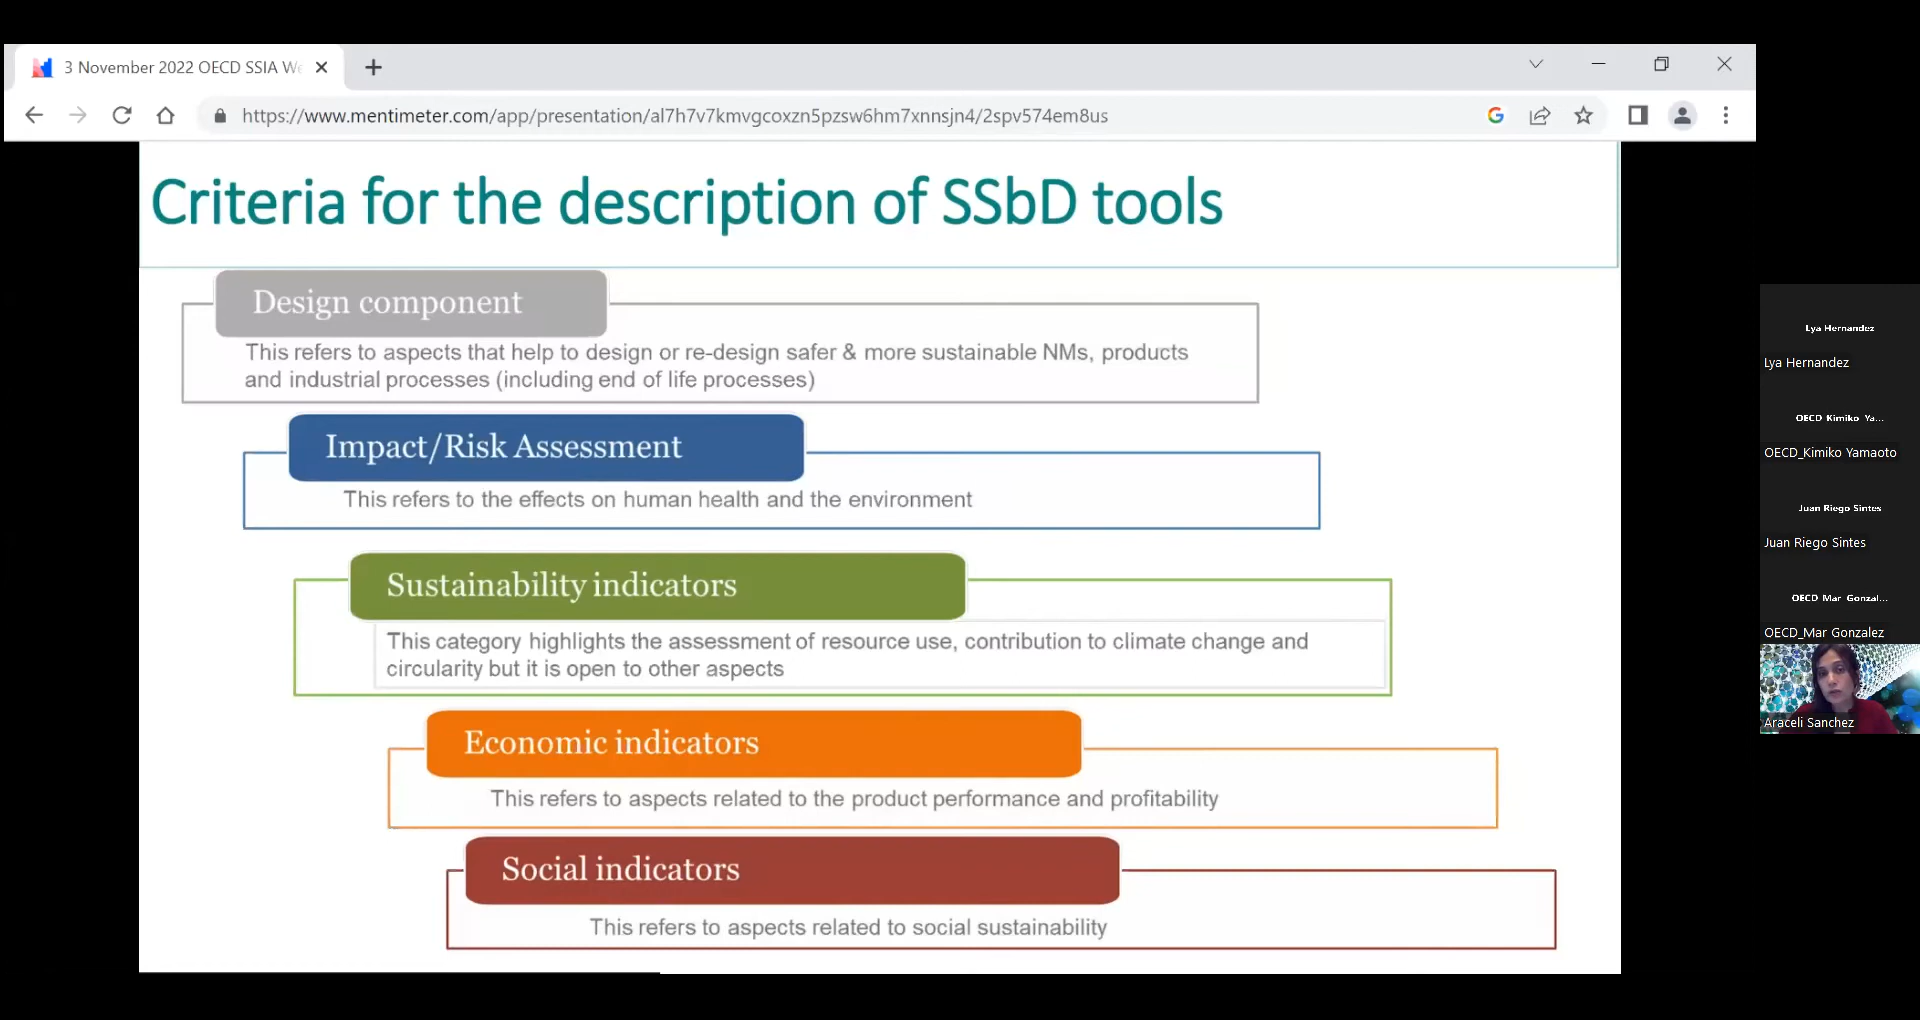 3 November 2022 OECD SSIA We
https://www.mentimeter.com/app/presentation/al7h7v7kmvgcoxzn5pzsw6hm7xnnsjn4/2spv574em8us
Criteria for the description of SSbD tools
Design component
This refers to aspects that help to design or re-design safer & more sustainable NMs, products
and industrial processes (including end of life processes)
Impact/Risk Assessment
This refers to the effects on human health and the environment
Sustainability indicators
This category highlights the assessment of resource use, contribution to climate change and
circularity but it is open to other aspects
Economic indicators
This refers to aspects related to the product performance and profitability
Social indicators
This refers to aspects related to social sustainability
Lya Hernandez
Lya Hernandez
OECD_Kimiko Ya...
OECD_Kimiko Yamaoto
Juan Riego Sintes
Juan Riego Sintes
OECD_Mar Gonzal...
OECD_Mar Gonzalez
Araceli Sanchez